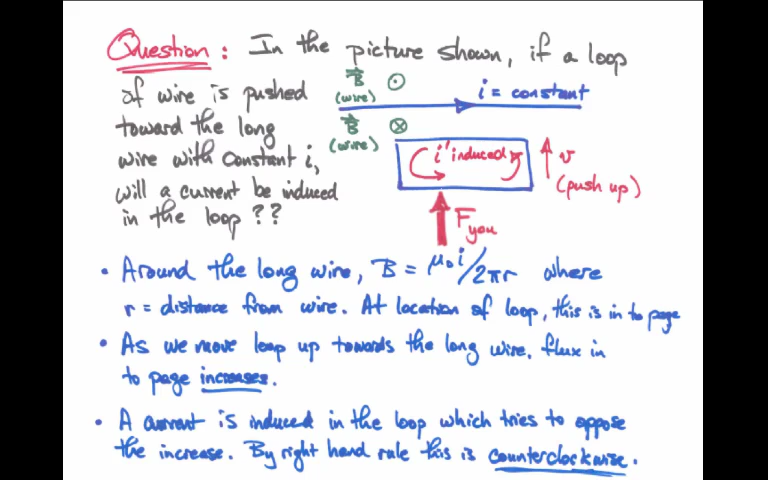 Question : In the picture shown, if a loop
of wire is pushed
toward the long
wire with constant i,
will a current be induced
in the loop ??
B (wire) ⊙
i = constant
B (wire) ⊗
i' induced
v
(push up)
F you
• Around the long wire, B = μ₀i/2πr where
r = distance from wire. At location of loop, this is in to page
• As we move loop up towards the long wire, flux in
to page increases.
• A current is induced in the loop which tries to oppose
the increase. By right hand rule this is counterclockwise.